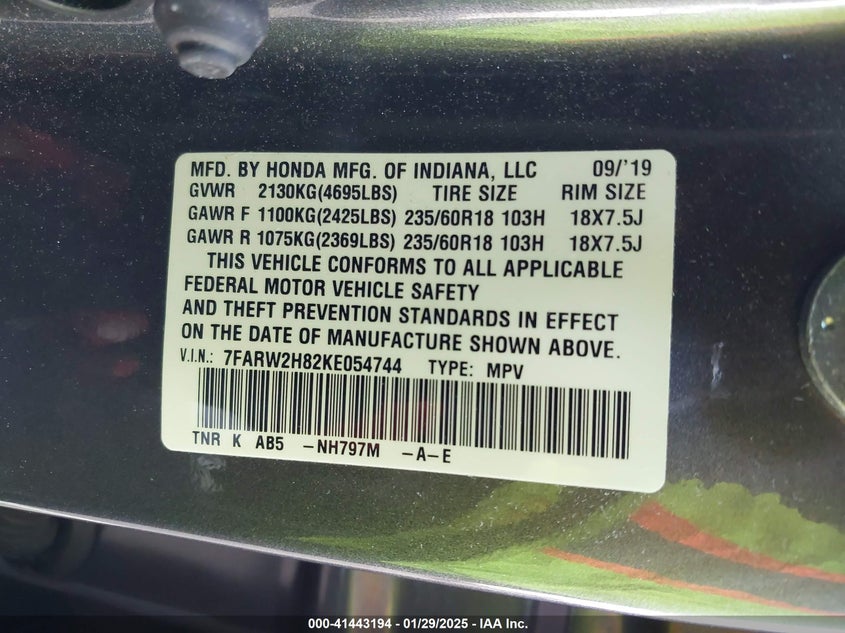 MFD. BY HONDA MFG. OF INDIANA, LLC 09/'19
GVWR 2130KG(4695LBS) TIRE SIZE RIM SIZE
GAWR F 1100KG(2425LBS) 235/60R18 103H 18X7.5J
GAWR R 1075KG(2369LBS) 235/60R18 103H 18X7.5J
THIS VEHICLE CONFORMS TO ALL APPLICABLE
FEDERAL MOTOR VEHICLE SAFETY
AND THEFT PREVENTION STANDARDS IN EFFECT
ON THE DATE OF MANUFACTURE SHOWN ABOVE.
V.I.N.: 7FARW2H82KE054744 TYPE: MPV
TNR K AB5 -NH797M -A-E
000-41443194 - 01/29/2025 - IAA Inc.